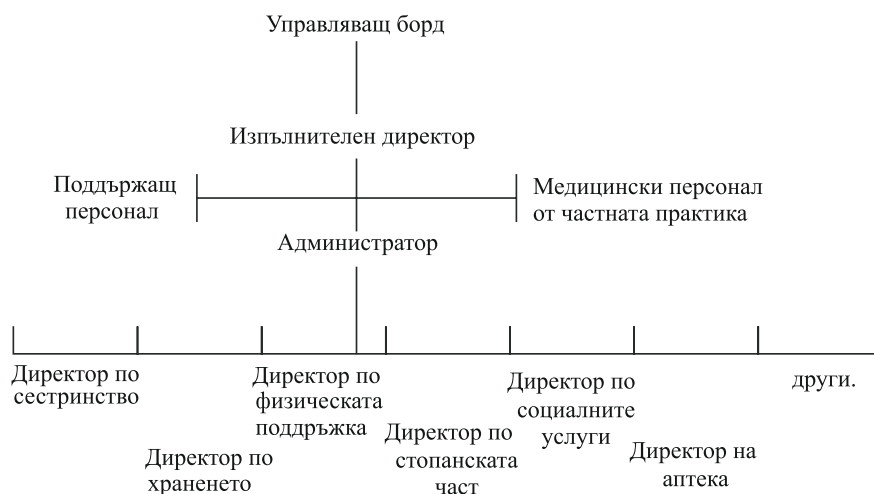 Управляващ борд
Изпълнителен директор
Поддържащ
персонал
Медицински персонал
от частната практика
Администратор
Директор по
сестринство
Директор по
храненето
Директор по
физическата
поддръжка
Директор по
стопанската
част
Директор по
социалните
услуги
Директор на
аптека
други.